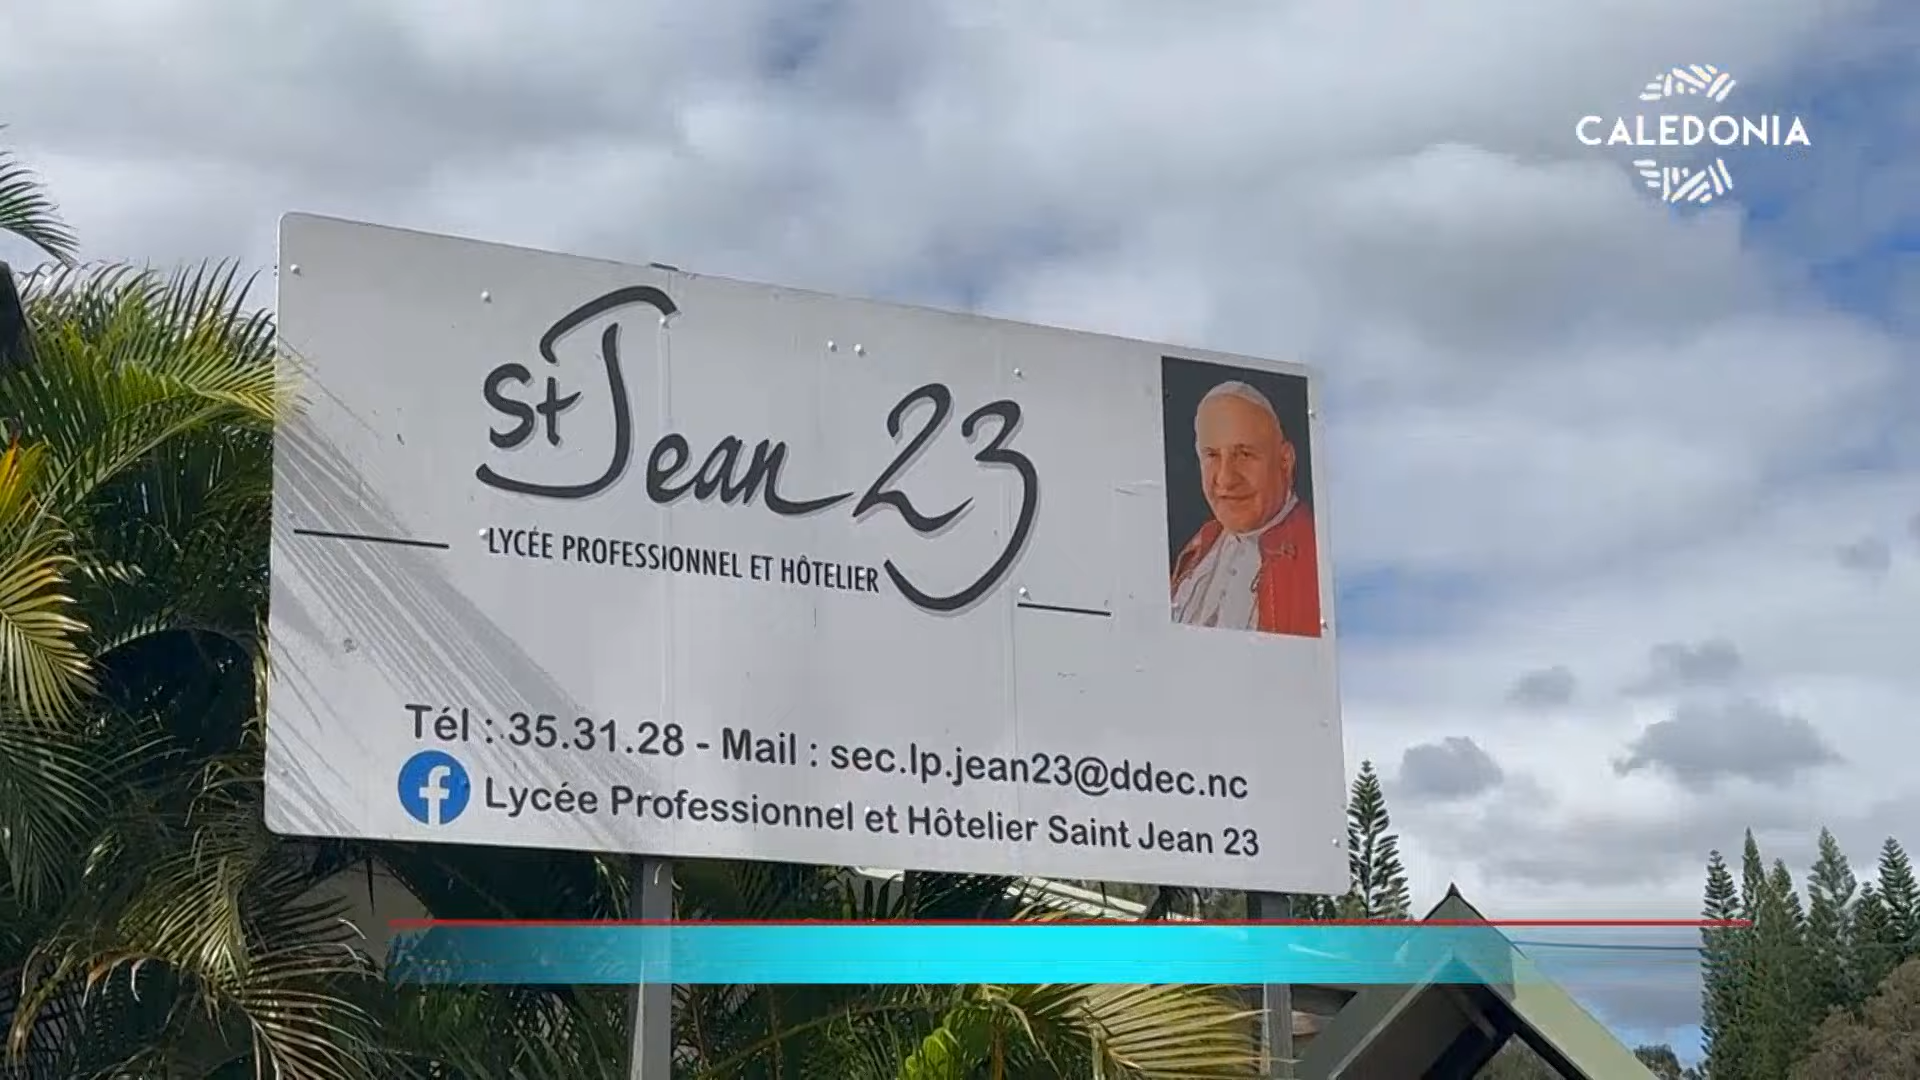 CALEDONIA
St Jean 23
LYCÉE PROFESSIONNEL ET HÔTELIER
Tél : 35.31.28 - Mail : sec.lp.jean23@ddec.nc
f Lycée Professionnel et Hôtelier Saint Jean 23